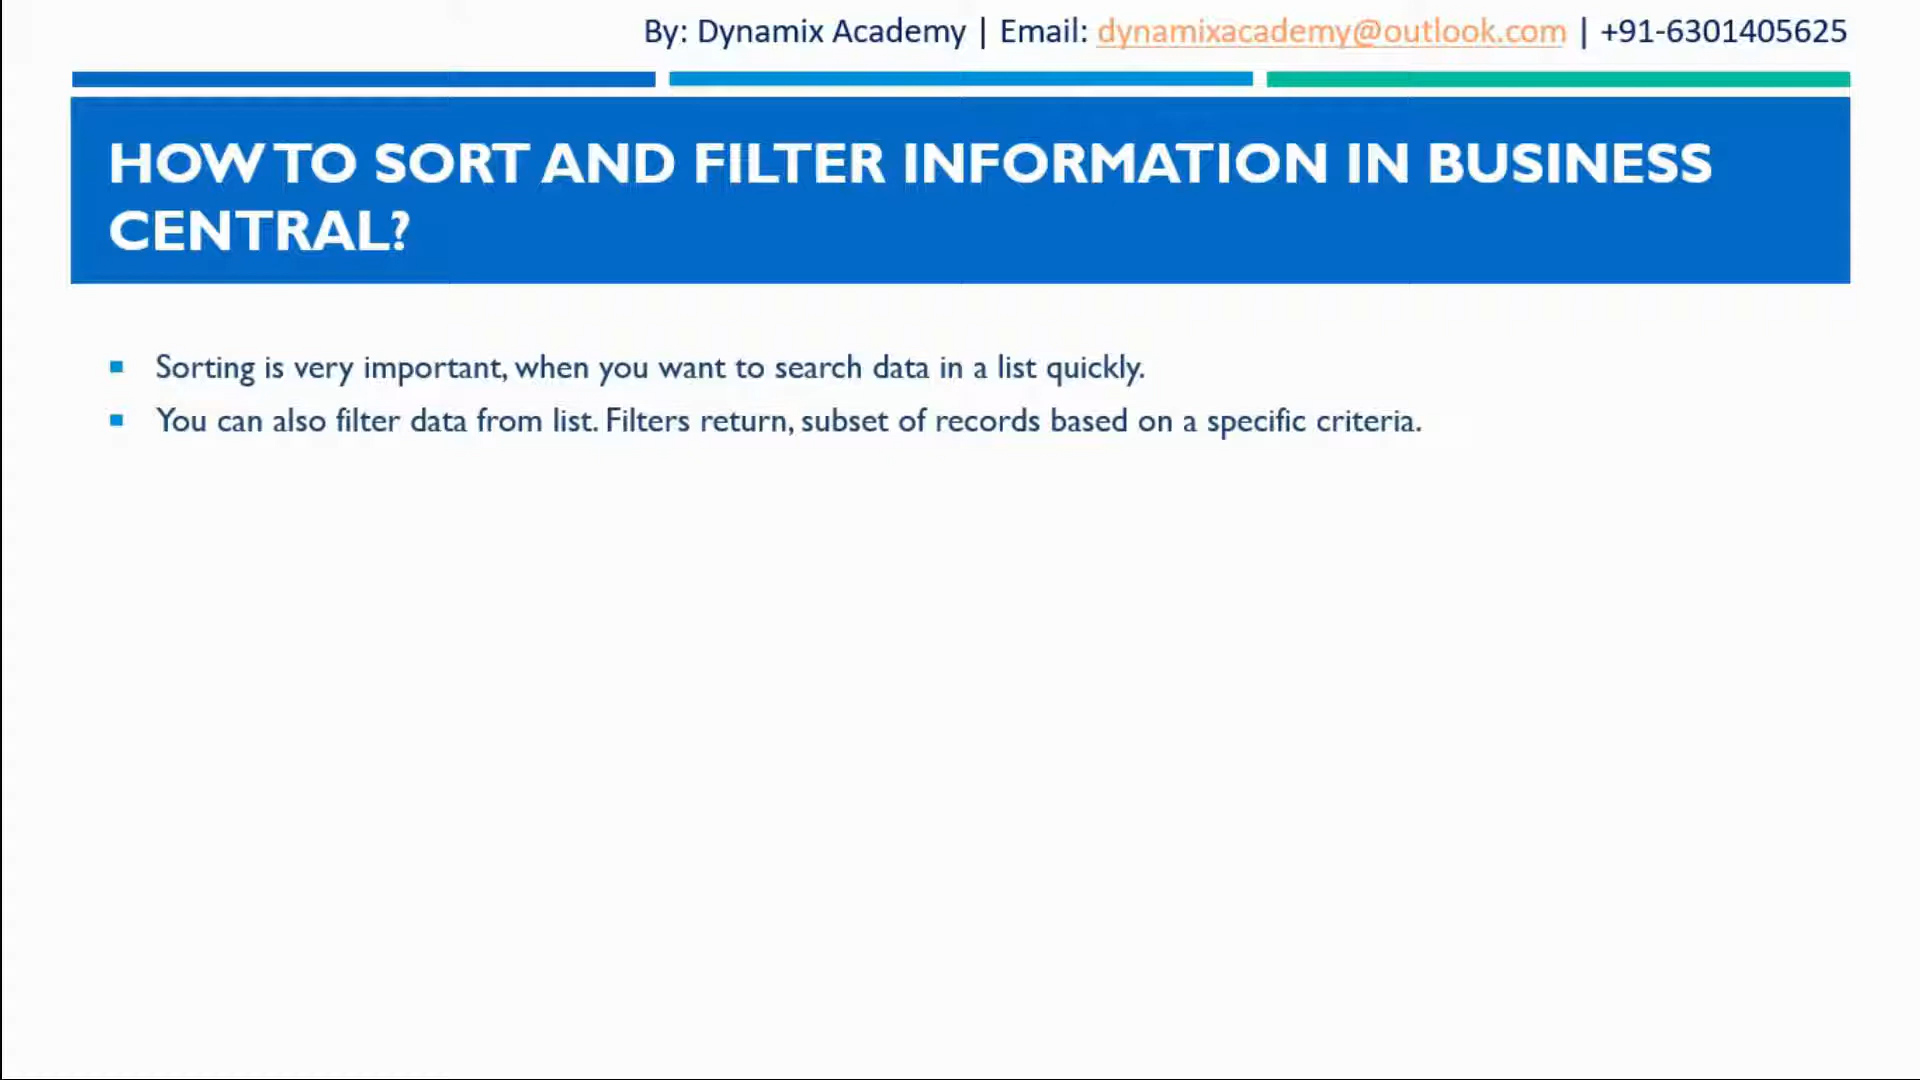 By: Dynamix Academy | Email: dynamixacademy@outlook.com | +91-6301405625
HOW TO SORT AND FILTER INFORMATION IN BUSINESS
CENTRAL?
Sorting is very important, when you want to search data in a list quickly.
You can also filter data from list. Filters return, subset of records based on a specific criteria.